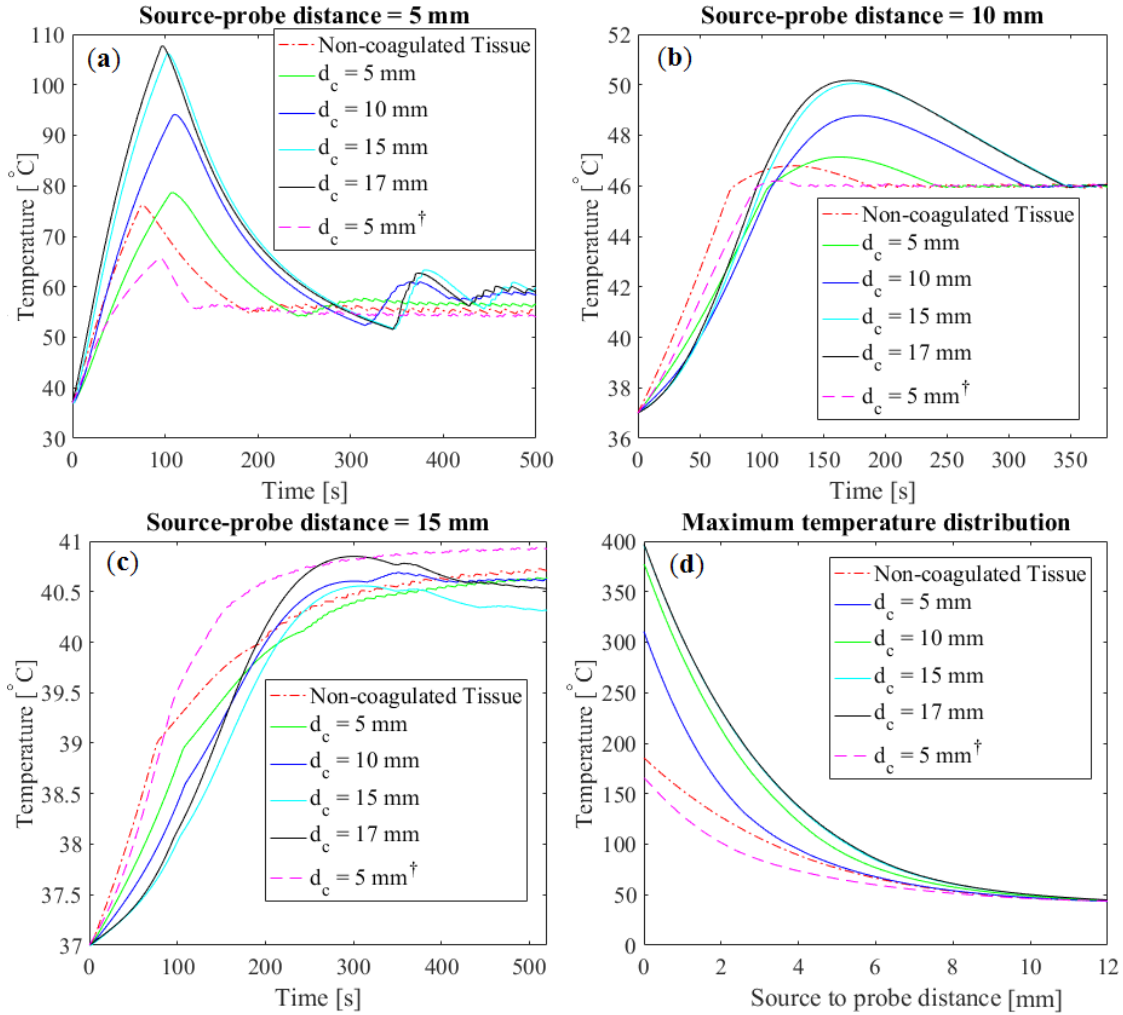 Source-probe distance = 5 mm
(a)
Temperature [°C]
110
100
90
80
70
60
50
40
30
Non-coagulated Tissue
d_c = 5 mm
d_c = 10 mm
d_c = 15 mm
d_c = 17 mm
d_c = 5 mm†
0 100 200 300 400 500
Time [s]
Source-probe distance = 10 mm
(b)
Temperature [°C]
52
50
48
46
44
42
40
38
36
Non-coagulated Tissue
d_c = 5 mm
d_c = 10 mm
d_c = 15 mm
d_c = 17 mm
d_c = 5 mm†
0 50 100 150 200 250 300 350
Time [s]
Source-probe distance = 15 mm
(c)
Temperature [°C]
41
40.5
40
39.5
39
38.5
38
37.5
37
Non-coagulated Tissue
d_c = 5 mm
d_c = 10 mm
d_c = 15 mm
d_c = 17 mm
d_c = 5 mm†
0 100 200 300 400 500
Time [s]
Maximum temperature distribution
(d)
Temperature [°C]
400
350
300
250
200
150
100
50
0
Non-coagulated Tissue
d_c = 5 mm
d_c = 10 mm
d_c = 15 mm
d_c = 17 mm
d_c = 5 mm†
0 2 4 6 8 10 12
Source to probe distance [mm]